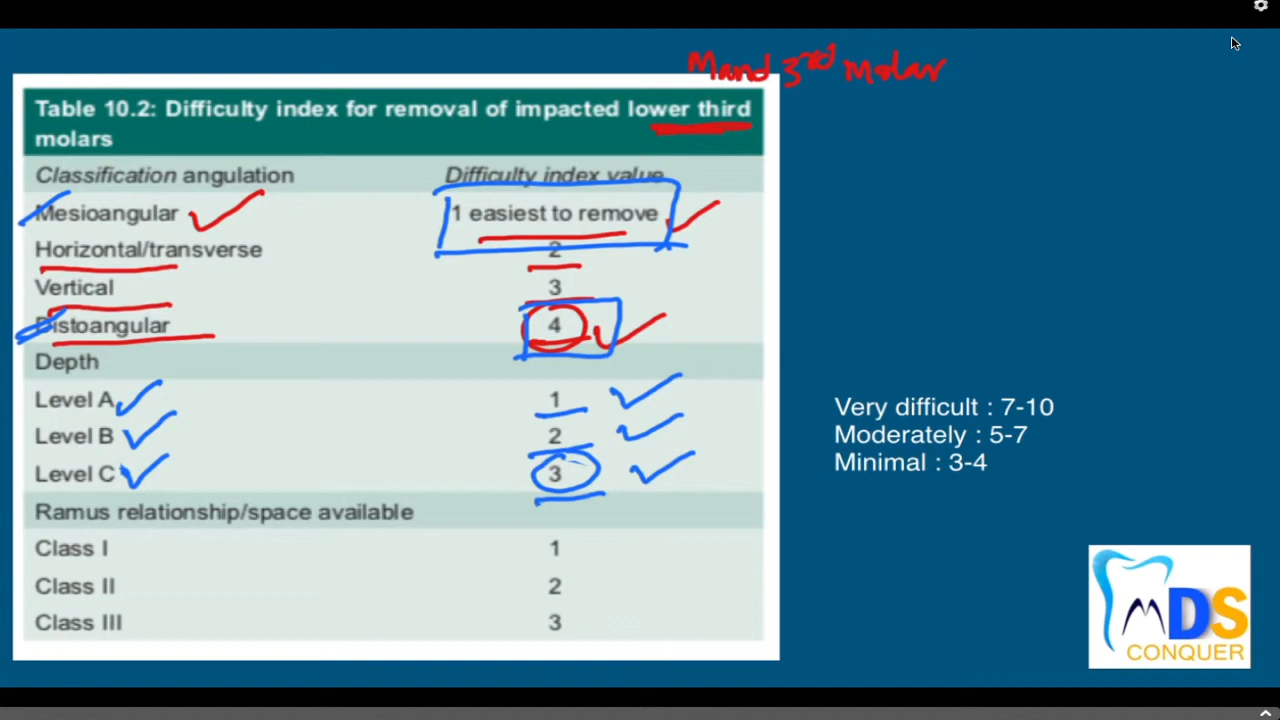 Mand 3rd Molar
Table 10.2: Difficulty index for removal of impacted lower third
molars
Classification angulation Difficulty index value
Mesioangular 1 easiest to remove
Horizontal/transverse 2
Vertical 3
Distoangular 4
Depth
Level A 1
Level B 2
Level C 3
Ramus relationship/space available
Class I 1
Class II 2
Class III 3
Very difficult : 7-10
Moderately : 5-7
Minimal : 3-4
MDS
CONQUER